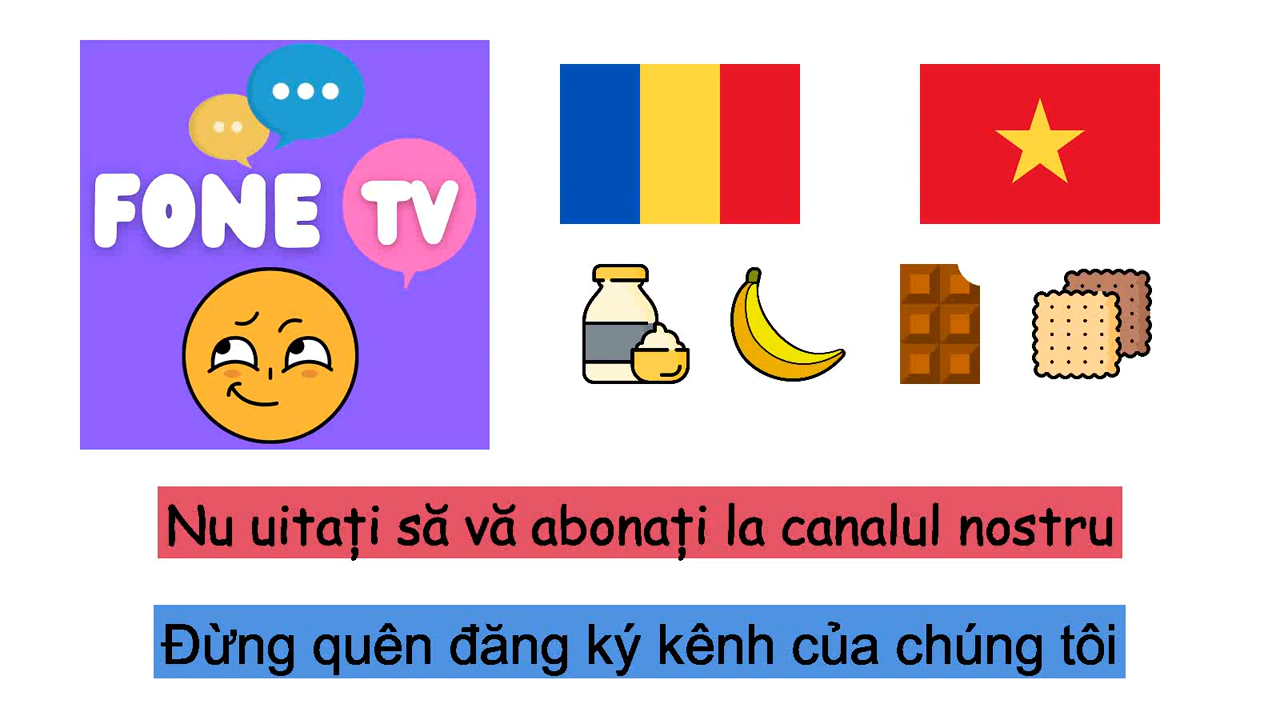 FONE TV
Nu uitați să vă abonați la canalul nostru
Đừng quên đăng ký kênh của chúng tôi